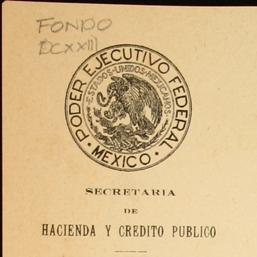 FONDO
DCXXIII
PODER EJECUTIVO FEDERAL
ESTADOS-UNIDOS-MEXICANOS
• MEXICO •
SECRETARIA
DE
HACIENDA Y CREDITO PUBLICO